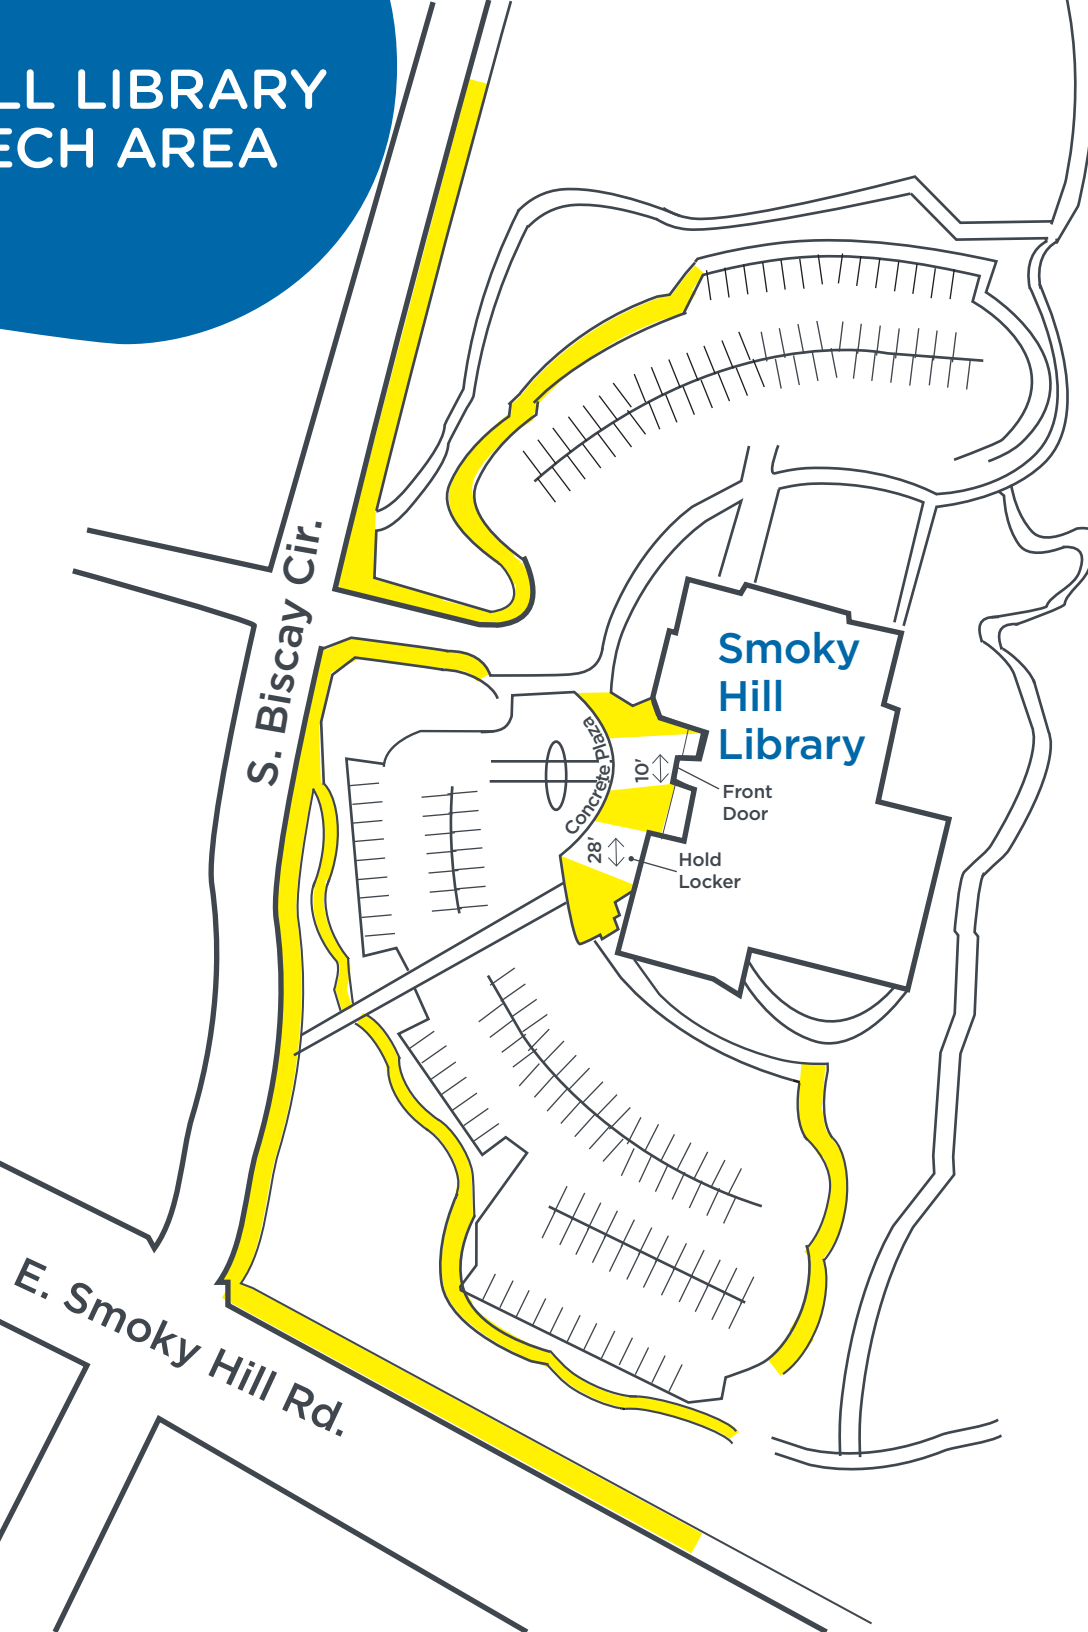 LL LIBRARY
ECH AREA
S. Biscay Cir.
Smoky
Hill
Library
Concrete Plaza
10'
Front
Door
28'
Hold
Locker
E. Smoky Hill Rd.